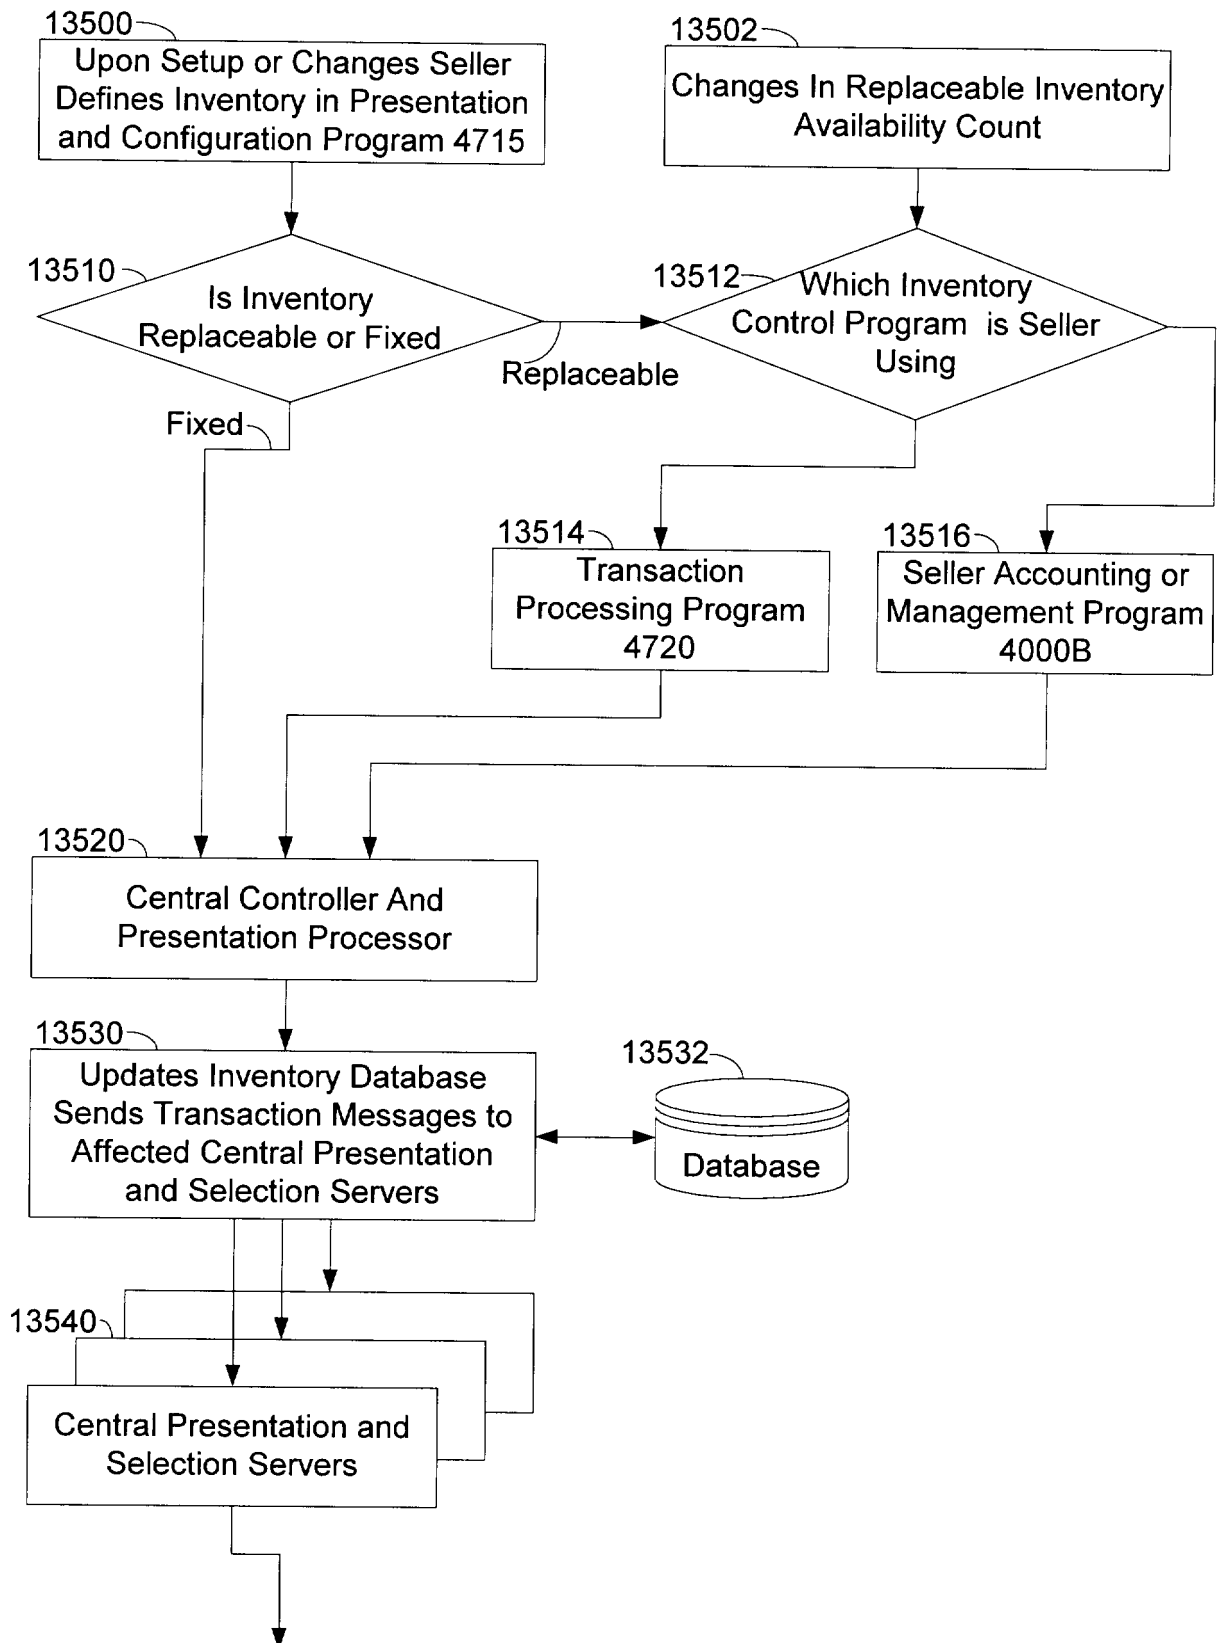 13500
Upon Setup or Changes Seller
Defines Inventory in Presentation
and Configuration Program 4715
13502
Changes In Replaceable Inventory
Availability Count
13510
Is Inventory
Replaceable or Fixed
Replaceable
Fixed
13512
Which Inventory
Control Program is Seller
Using
13514
Transaction
Processing Program
4720
13516
Seller Accounting or
Management Program
4000B
13520
Central Controller And
Presentation Processor
13530
Updates Inventory Database
Sends Transaction Messages to
Affected Central Presentation
and Selection Servers
13532
Database
13540
Central Presentation and
Selection Servers